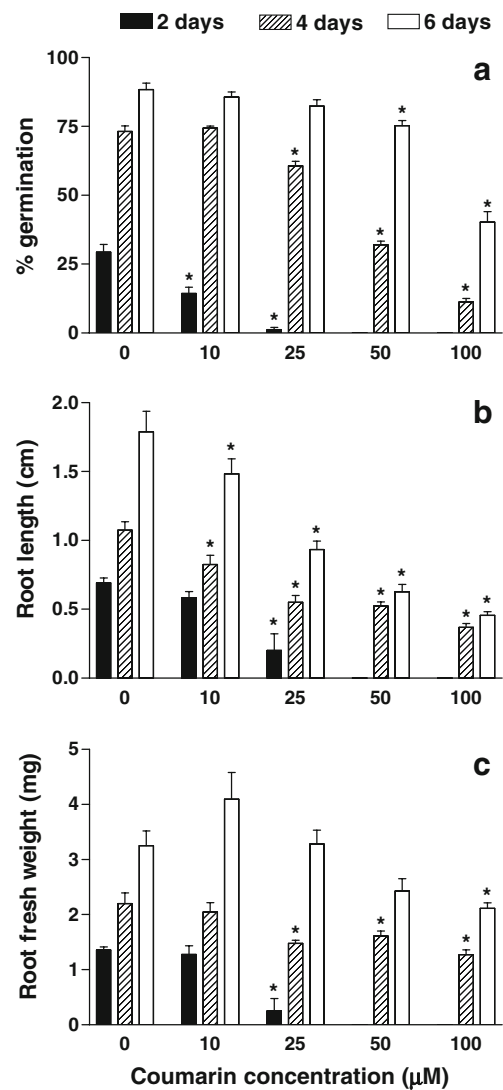 2 days 4 days 6 days
a
100
75
50
25
0
% germination
* * * * * * *
0 10 25 50 100
b
2.0
1.5
1.0
0.5
0.0
Root length (cm)
* * * * * * * * *
0 10 25 50 100
c
5
4
3
2
1
0
Root fresh weight (mg)
* * * * *
0 10 25 50 100
Coumarin concentration (µM)